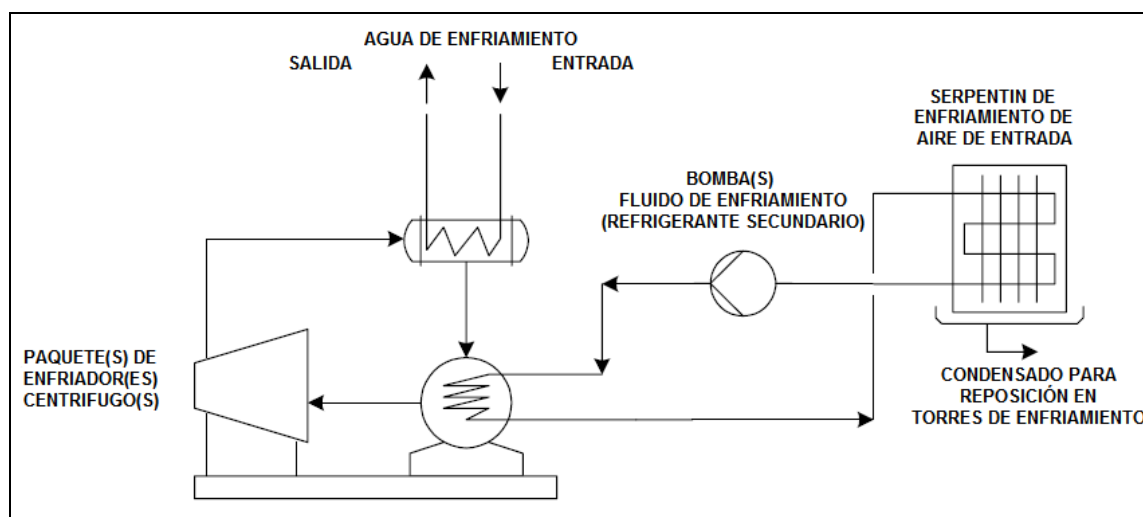 AGUA DE ENFRIAMIENTO
SALIDA
ENTRADA
SERPENTIN DE
ENFRIAMIENTO DE
AIRE DE ENTRADA
BOMBA(S)
FLUIDO DE ENFRIAMIENTO
(REFRIGERANTE SECUNDARIO)
PAQUETE(S) DE
ENFRIADOR(ES)
CENTRIFUGO(S)
CONDENSADO PARA
REPOSICIÓN EN
TORRES DE ENFRIAMIENTO